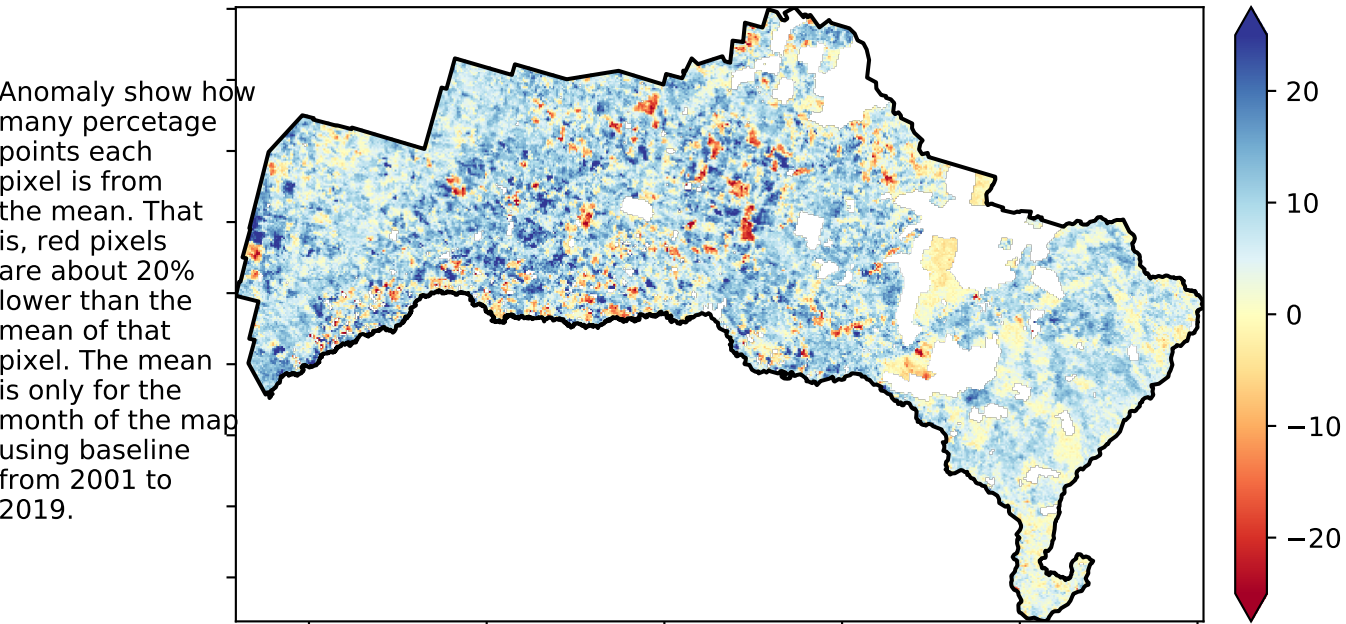 Anomaly show how
many percetage
points each
pixel is from
the mean. That
is, red pixels
are about 20%
lower than the
mean of that
pixel. The mean
is only for the
month of the map
using baseline
from 2001 to
2019.
20
10
0
−10
−20